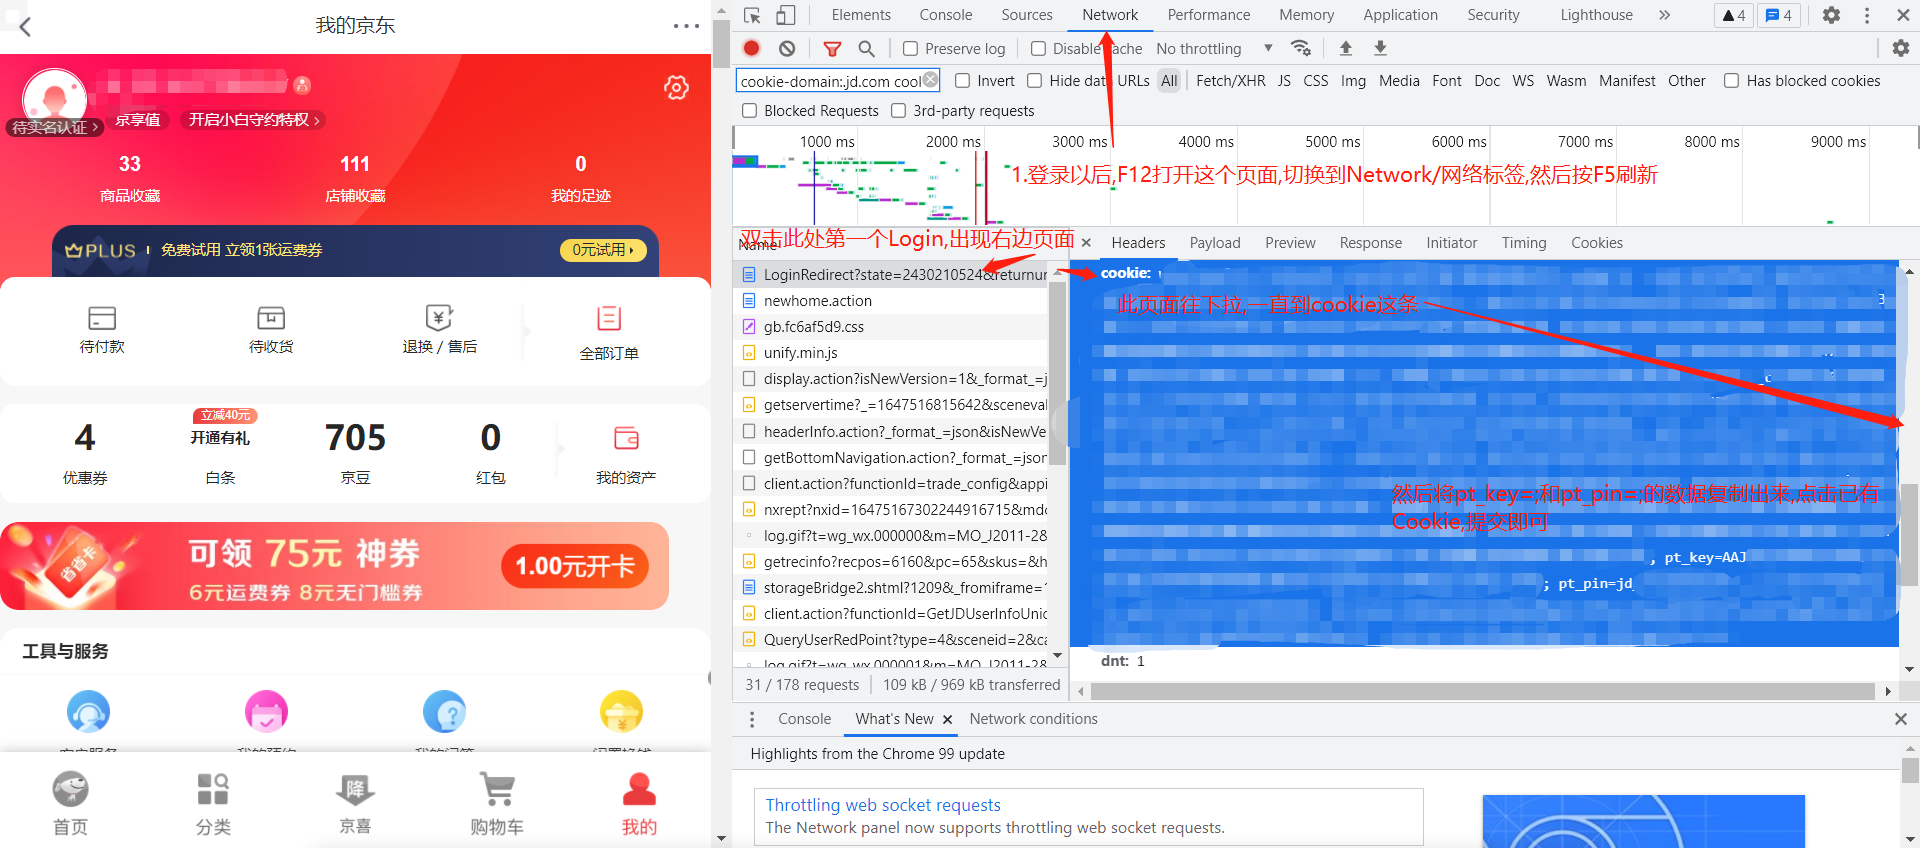 我的京东
待实名认证 >
京享值
开启小白守约特权 >
33
111
0
商品收藏
店铺收藏
我的足迹
PLUS
免费试用 立领1张运费券
0元试用
待付款
待收货
退换 / 售后
全部订单
立减40元
4
开通有礼
705
0
优惠券
白条
京豆
红包
我的资产
省省卡
可领 75元 神券
6元运费券 8元无门槛券
1.00元开卡
工具与服务
首页
分类
降
京喜
购物车
我的
Elements Console Sources Network Performance Memory Application Security Lighthouse
4
4
Preserve log
Disable cache
No throttling
cookie-domain:jd.com cool
Invert
Hide data URLs
All Fetch/XHR JS CSS Img Media Font Doc WS Wasm Manifest Other
Has blocked cookies
Blocked Requests
3rd-party requests
1000 ms 2000 ms 3000 ms 4000 ms 5000 ms 6000 ms 7000 ms 8000 ms 9000 ms
1.登录以后,F12打开这个页面,切换到Network/网络标签,然后按F5刷新
Name
双击此处第一个Login,出现右边页面
Headers Payload Preview Response Initiator Timing Cookies
LoginRedirect?state=2430210524&returnur
newhome.action
gb.fc6af5d9.css
unify.min.js
display.action?isNewVersion=1&_format_=j
getservertime?_=1647516815642&sceneval
headerInfo.action?_format_=json&isNewVe
getBottomNavigation.action?_format_=json
client.action?functionId=trade_config&appi
nxrept?nxid=16475167302244916715&mdc
log.gif?t=wg_wx.000000&m=MO_J2011-2&
getrecinfo?recpos=6160&pc=65&skus=&h
storageBridge2.shtml?1209&_fromiframe=1
client.action?functionId=GetJDUserInfoUnic
QueryUserRedPoint?type=4&sceneid=2&ca
log.gif?t=wg_wx.000001&m=MO_J2011-2&
31 / 178 requests
109 kB / 969 kB transferred
cookie:
3
此页面往下拉,一直到cookie这条
_c
然后将pt_key=;和pt_pin=;的数据复制出来,点击已有
Cookie,提交即可
; pt_key=AAJ
; pt_pin=jd_
dnt: 1
Console What's New Network conditions
Highlights from the Chrome 99 update
Throttling web socket requests
The Network panel now supports throttling web socket requests.